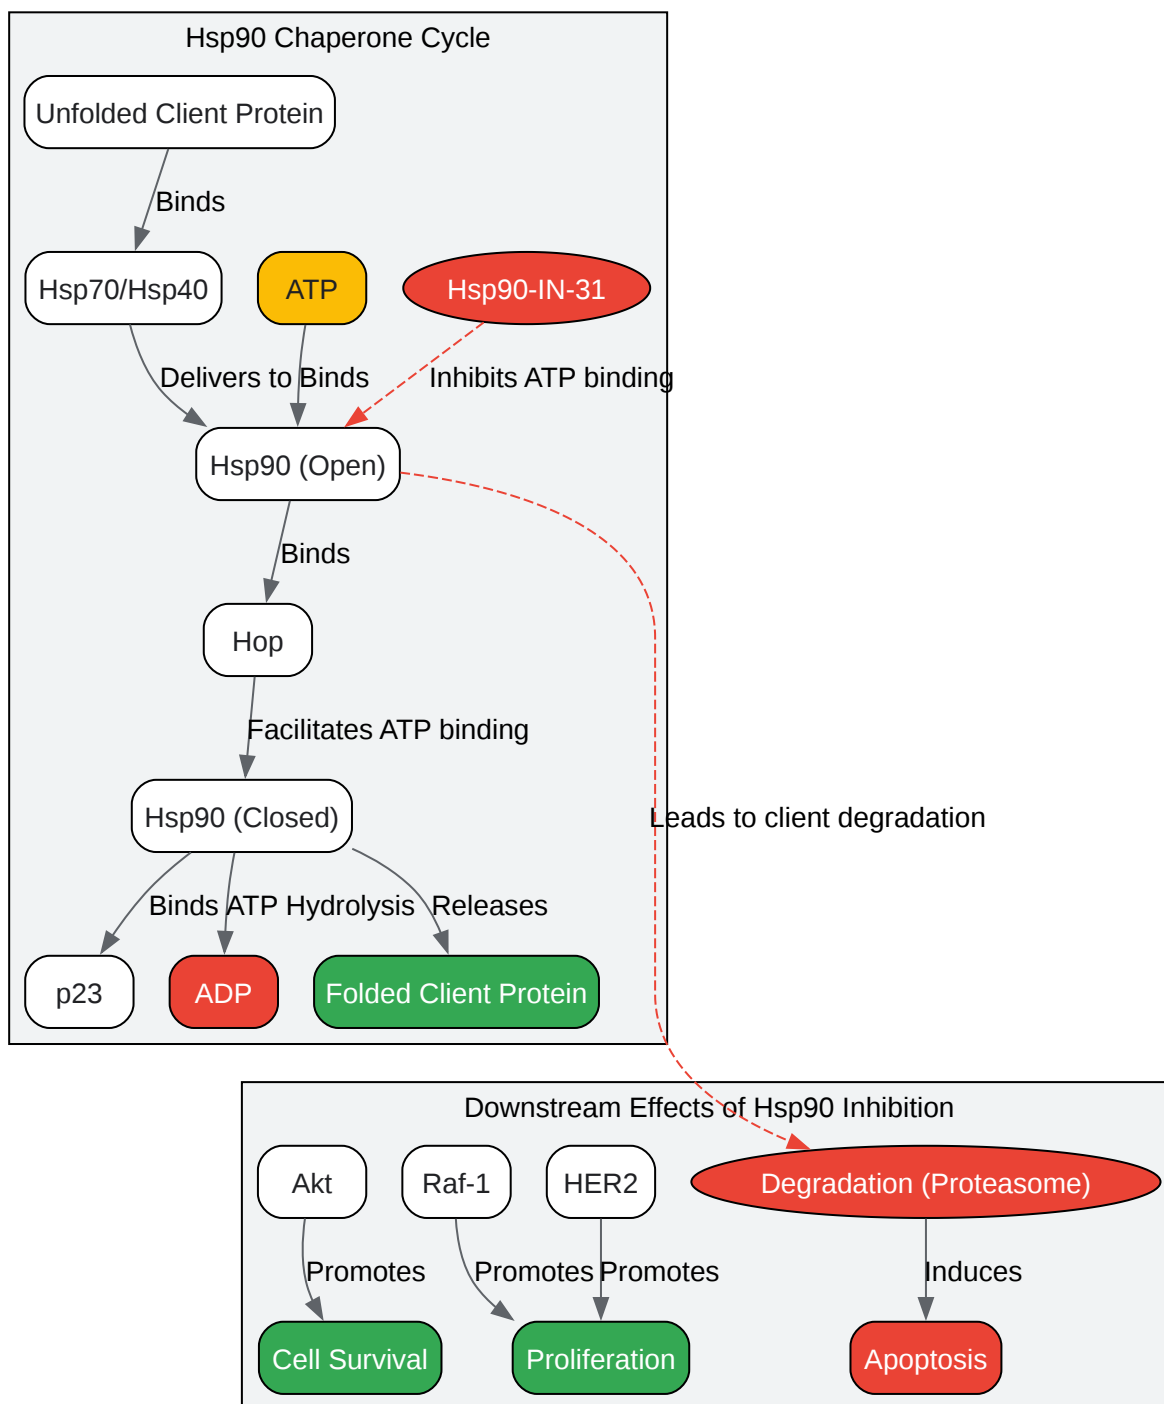 Hsp90 Chaperone Cycle
Unfolded Client Protein
Binds
Hsp70/Hsp40
ATP
Hsp90-IN-31
Delivers to
Binds
Inhibits ATP binding
Hsp90 (Open)
Binds
Hop
Facilitates ATP binding
Hsp90 (Closed)
Leads to client degradation
Binds
ATP Hydrolysis
Releases
p23
ADP
Folded Client Protein
Downstream Effects of Hsp90 Inhibition
Akt
Raf-1
HER2
Degradation (Proteasome)
Promotes
Promotes
Promotes
Induces
Cell Survival
Proliferation
Apoptosis